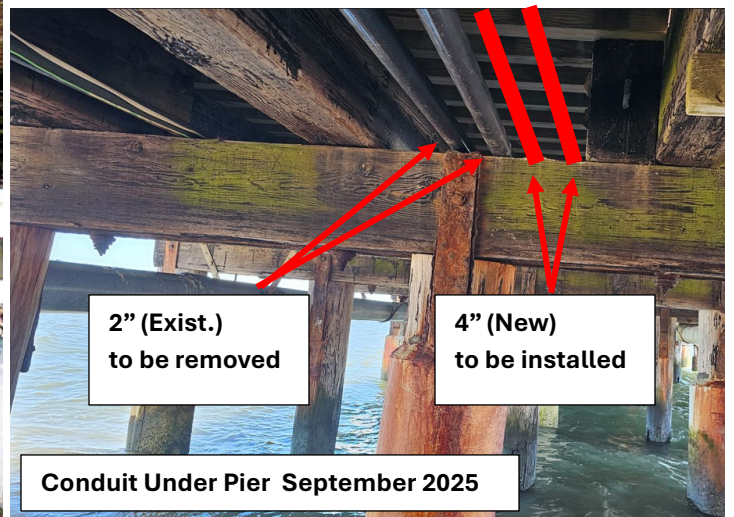 2” (Exist.)
to be removed
4” (New)
to be installed
Conduit Under Pier  September 2025